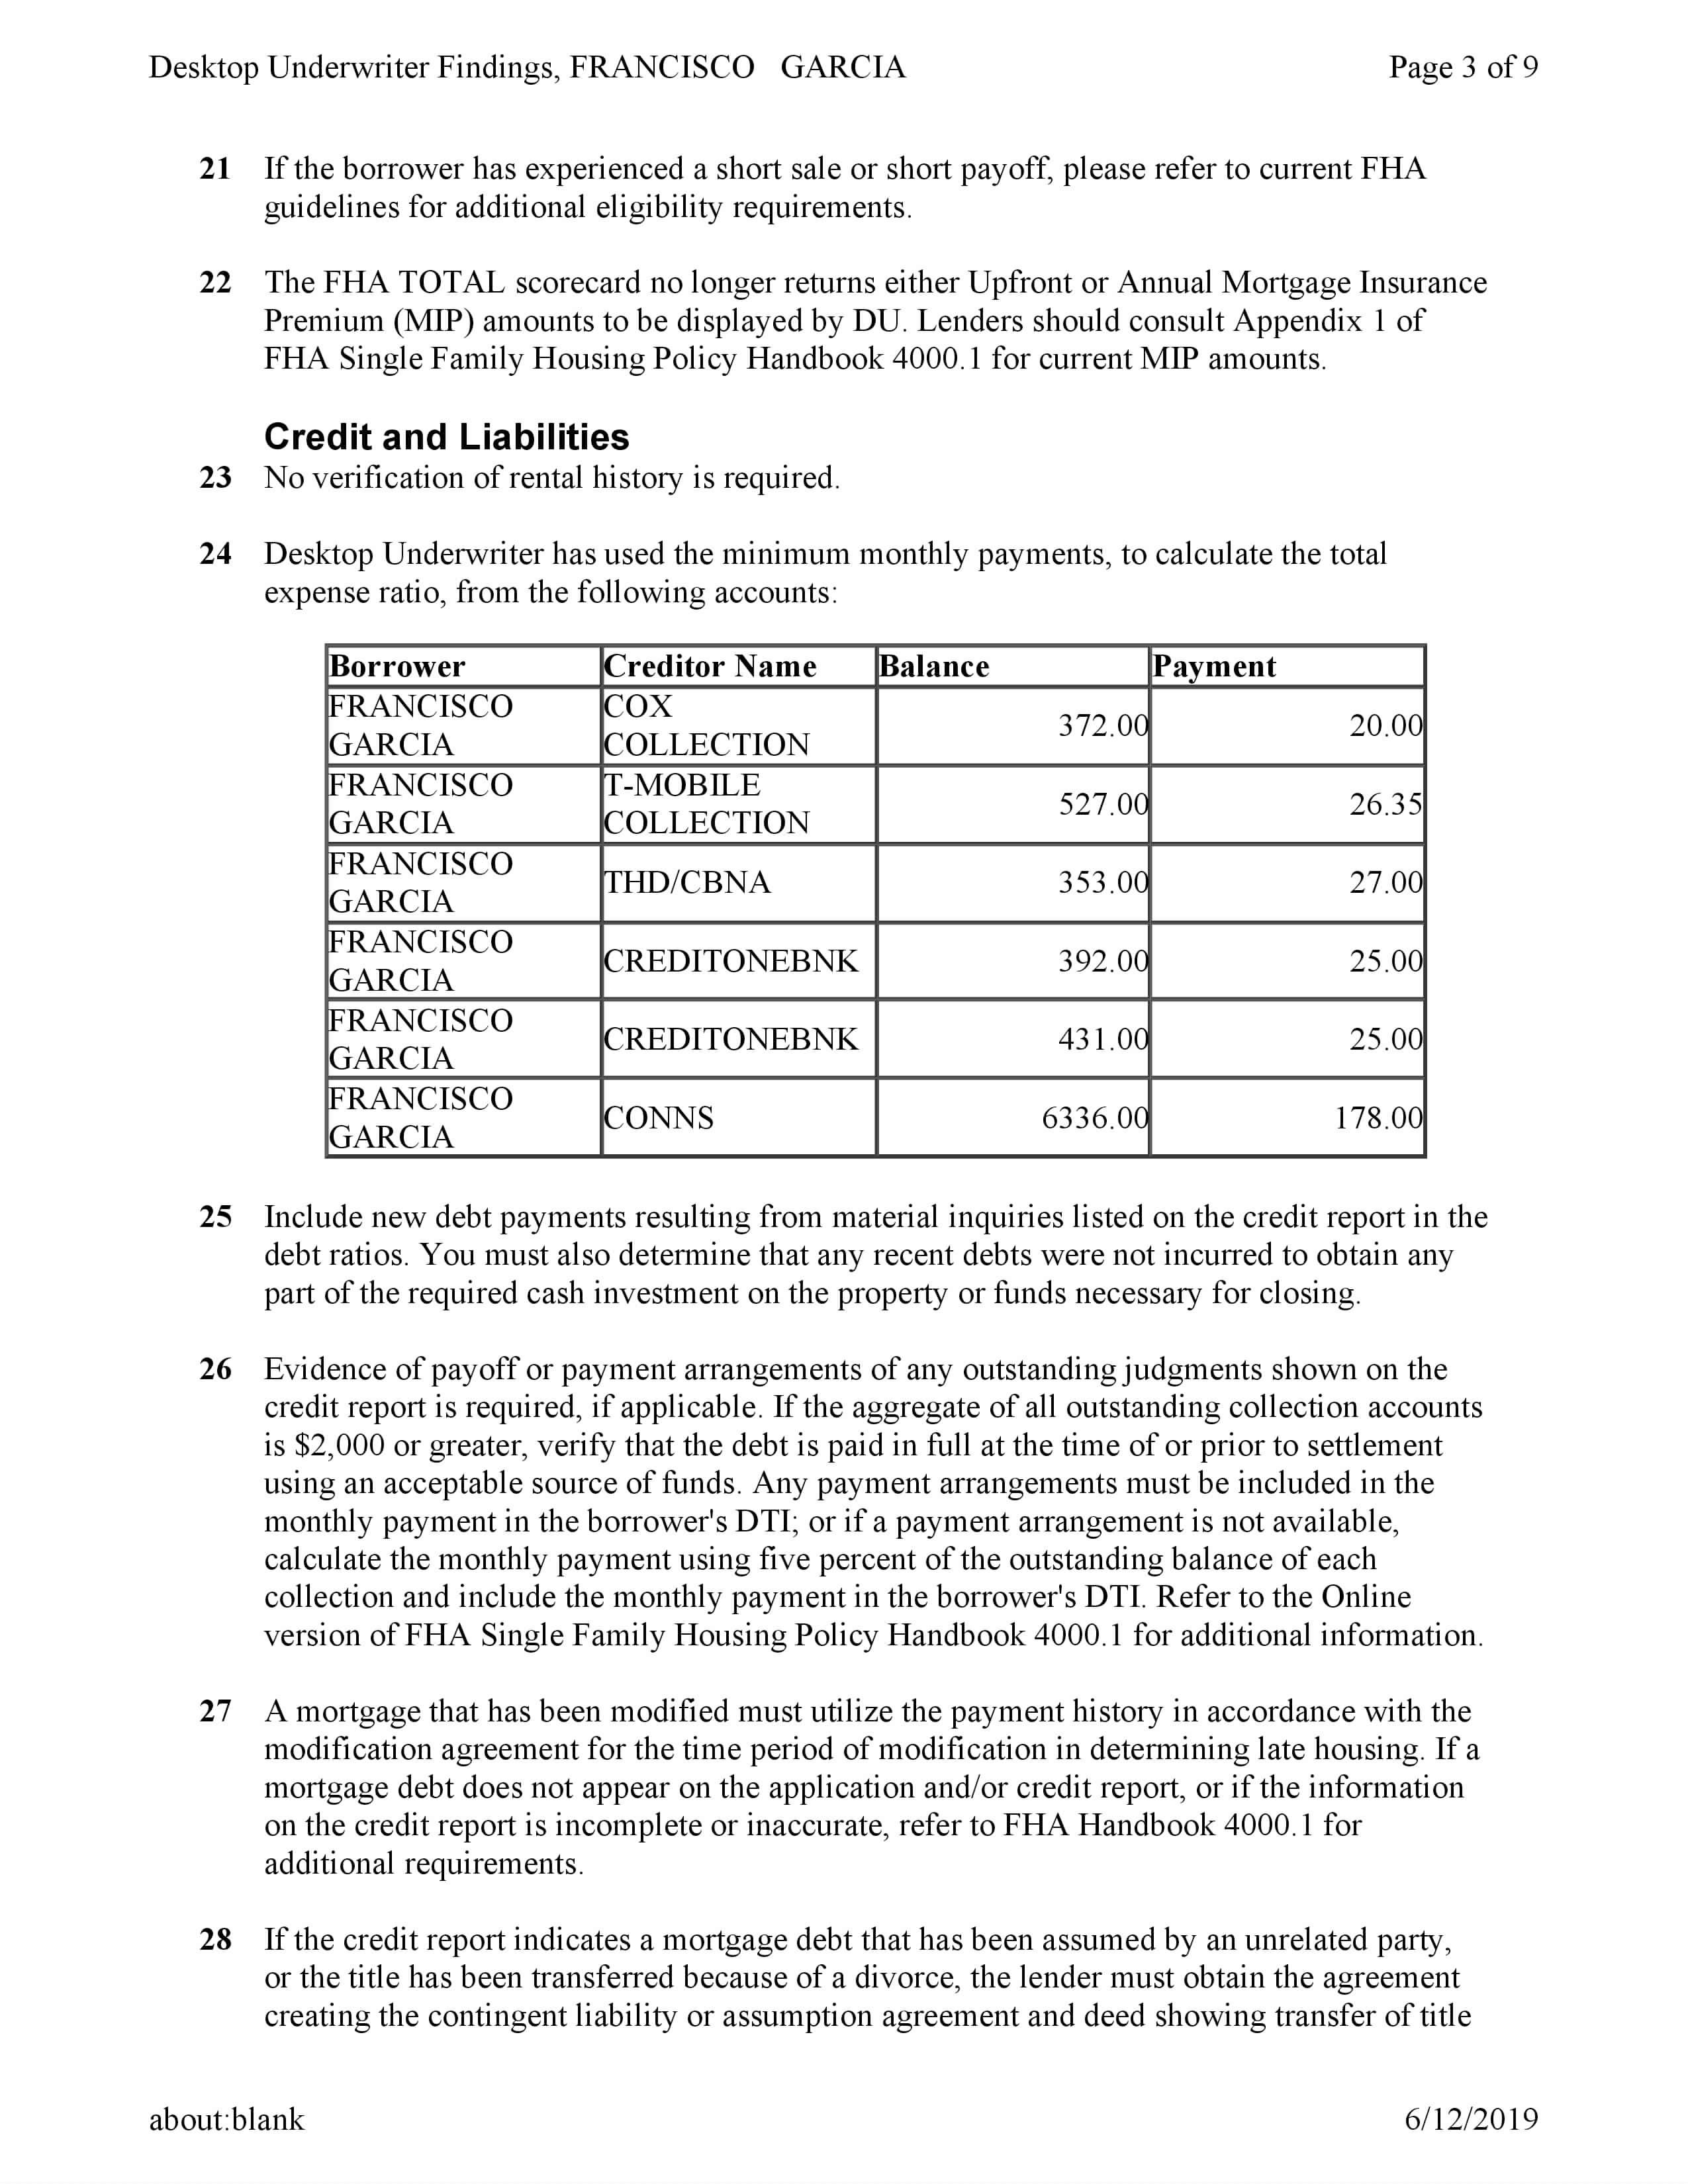 Desktop Underwriter Findings, FRANCISCO GARCIA Page 3 of 9
21 If the borrower has experienced a short sale or short payoff, please refer to current FHA
guidelines for additional eligibility requirements.
22 The FHA TOTAL scorecard no longer returns either Upfront or Annual Mortgage Insurance
Premium (MIP) amounts to be displayed by DU. Lenders should consult Appendix 1 of
FHA Single Family Housing Policy Handbook 4000.1 for current MIP amounts.
Credit and Liabilities
23 No verification of rental history is required.
24 Desktop Underwriter has used the minimum monthly payments, to calculate the total
expense ratio, from the following accounts:
Borrower Creditor Name Balance Payment
FRANCISCO COX
GARCIA COLLECTION 372.00 20.00
FRANCISCO T-MOBILE
GARCIA COLLECTION 527.00 26.35
FRANCISCO
GARCIA THD/CBNA 353.00 27.00
FRANCISCO
GARCIA CREDITONEBNK 392.00 25.00
FRANCISCO
GARCIA CREDITONEBNK 431.00 25.00
FRANCISCO
GARCIA CONNS 6336.00 178.00
25 Include new debt payments resulting from material inquiries listed on the credit report in the
debt ratios. You must also determine that any recent debts were not incurred to obtain any
part of the required cash investment on the property or funds necessary for closing.
26 Evidence of payoff or payment arrangements of any outstanding judgments shown on the
credit report is required, if applicable. If the aggregate of all outstanding collection accounts
is $2,000 or greater, verify that the debt is paid in full at the time of or prior to settlement
using an acceptable source of funds. Any payment arrangements must be included in the
monthly payment in the borrower's DTI; or if a payment arrangement is not available,
calculate the monthly payment using five percent of the outstanding balance of each
collection and include the monthly payment in the borrower's DTI. Refer to the Online
version of FHA Single Family Housing Policy Handbook 4000.1 for additional information.
27 A mortgage that has been modified must utilize the payment history in accordance with the
modification agreement for the time period of modification in determining late housing. If a
mortgage debt does not appear on the application and/or credit report, or if the information
on the credit report is incomplete or inaccurate, refer to FHA Handbook 4000.1 for
additional requirements.
28 If the credit report indicates a mortgage debt that has been assumed by an unrelated party,
or the title has been transferred because of a divorce, the lender must obtain the agreement
creating the contingent liability or assumption agreement and deed showing transfer of title
about:blank 6/12/2019